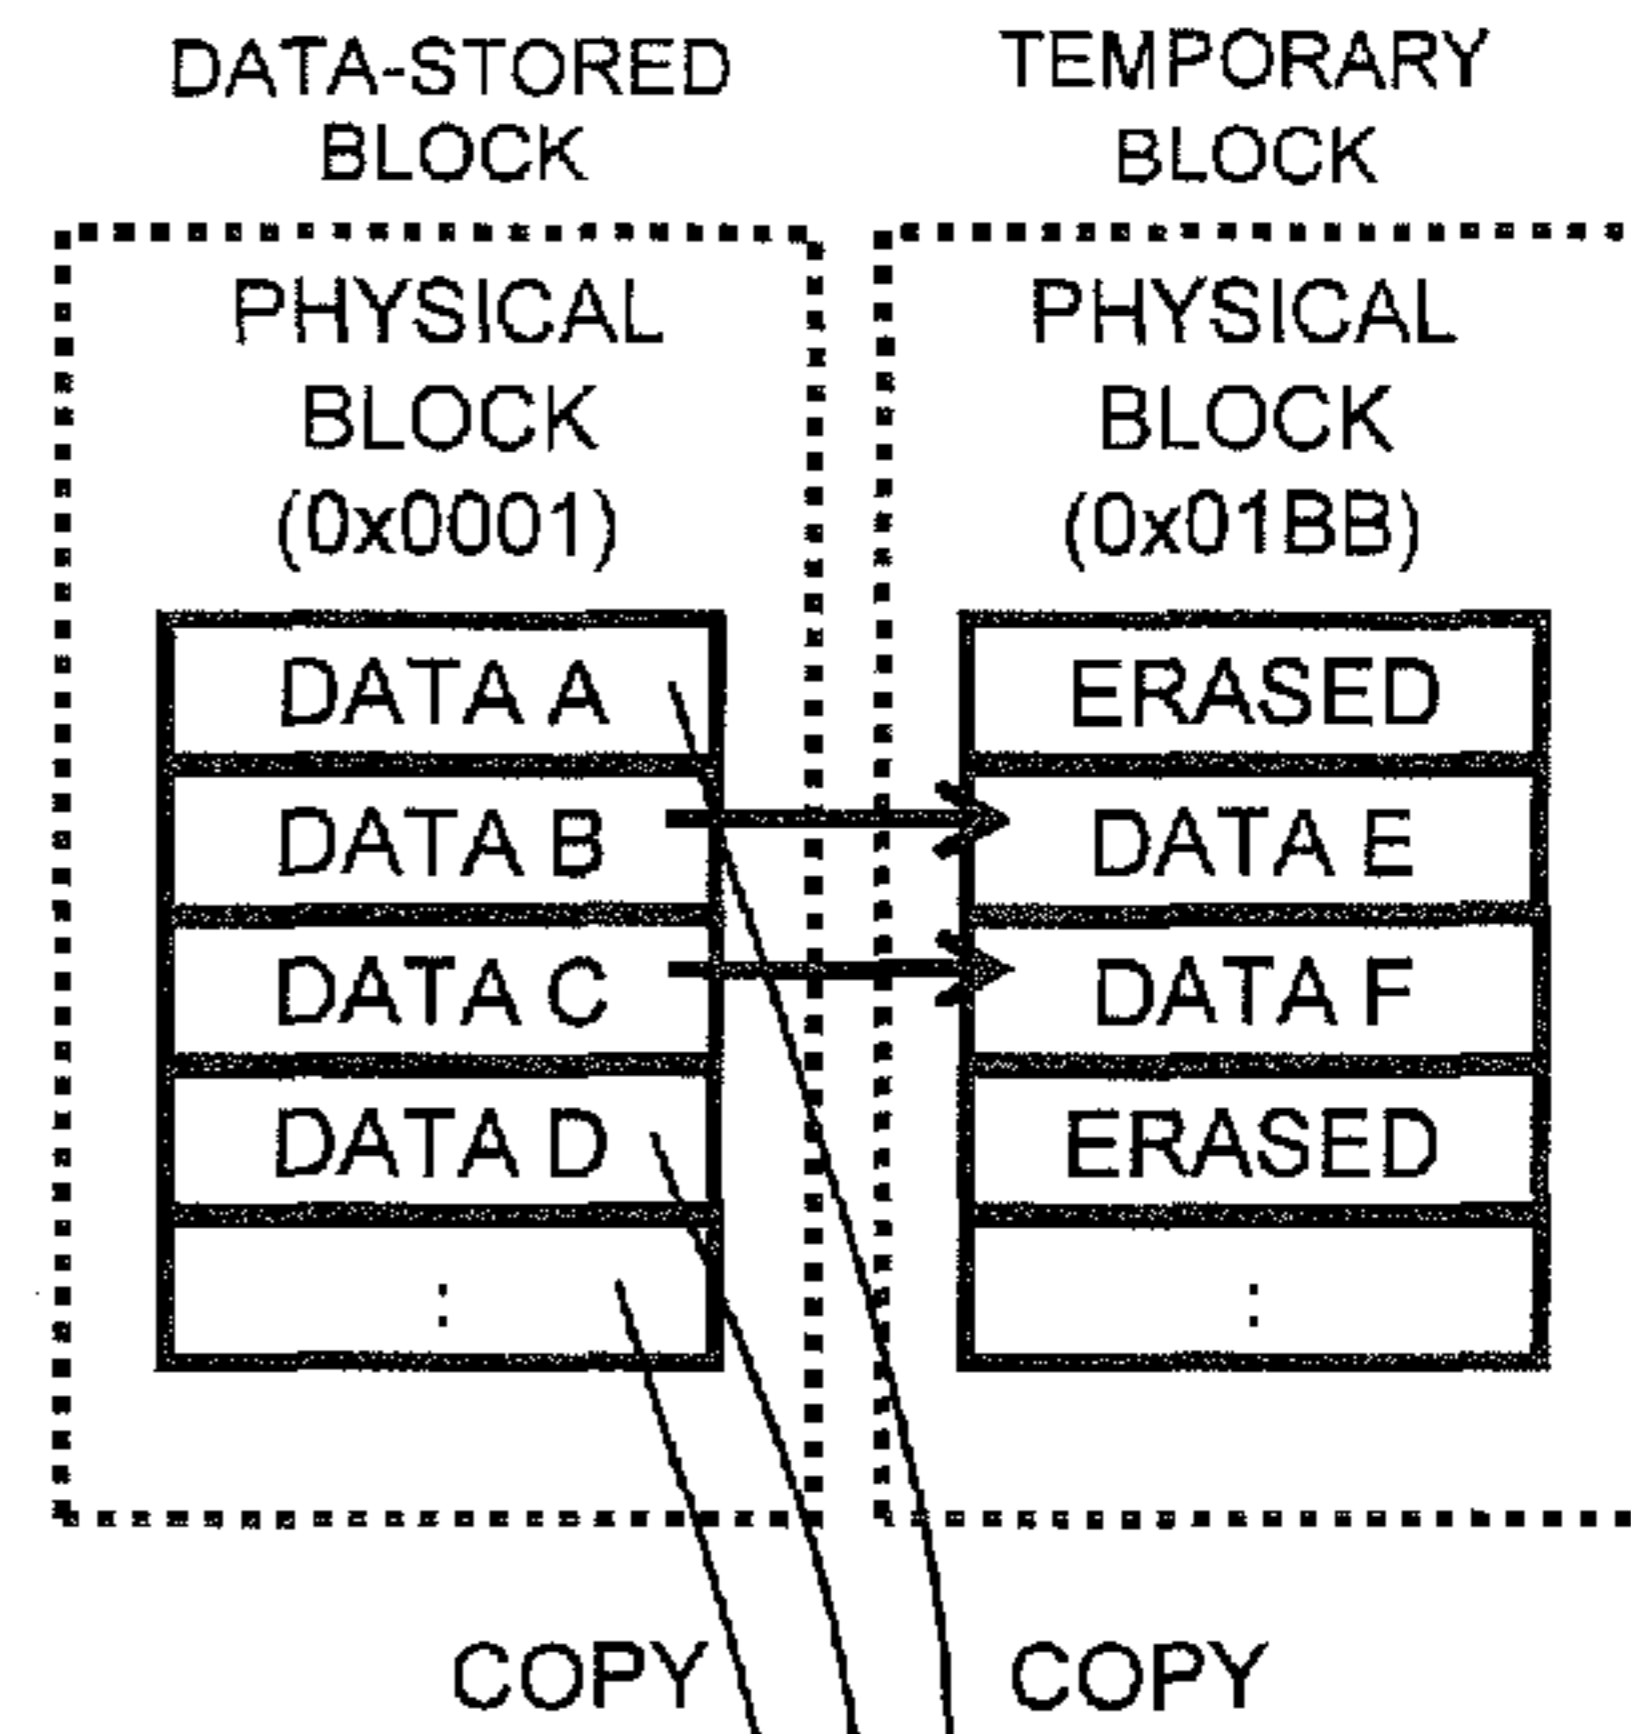 DATA-STORED
BLOCK
PHYSICAL
BLOCK
(0x0001)
DATA A
DATA B
DATA C
DATA D
:
TEMPORARY
BLOCK
PHYSICAL
BLOCK
(0x01BB)
ERASED
DATA E
DATA F
ERASED
:
COPY
COPY